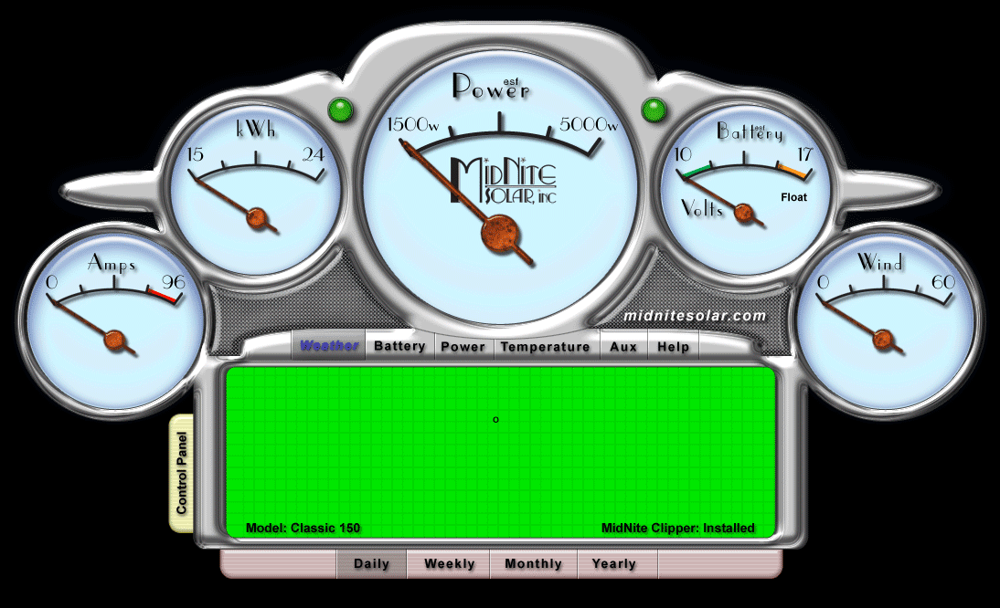 Power
est
1500w
5000w
MidNite
SOLAR, inc
kWh
15
24
Battery
est
10
17
Volts
Float
Amps
0
96
Wind
0
60
midnitesolar.com
Weather
Battery
Power
Temperature
Aux
Help
o
Control Panel
Model: Classic 150
MidNite Clipper: Installed
Daily
Weekly
Monthly
Yearly